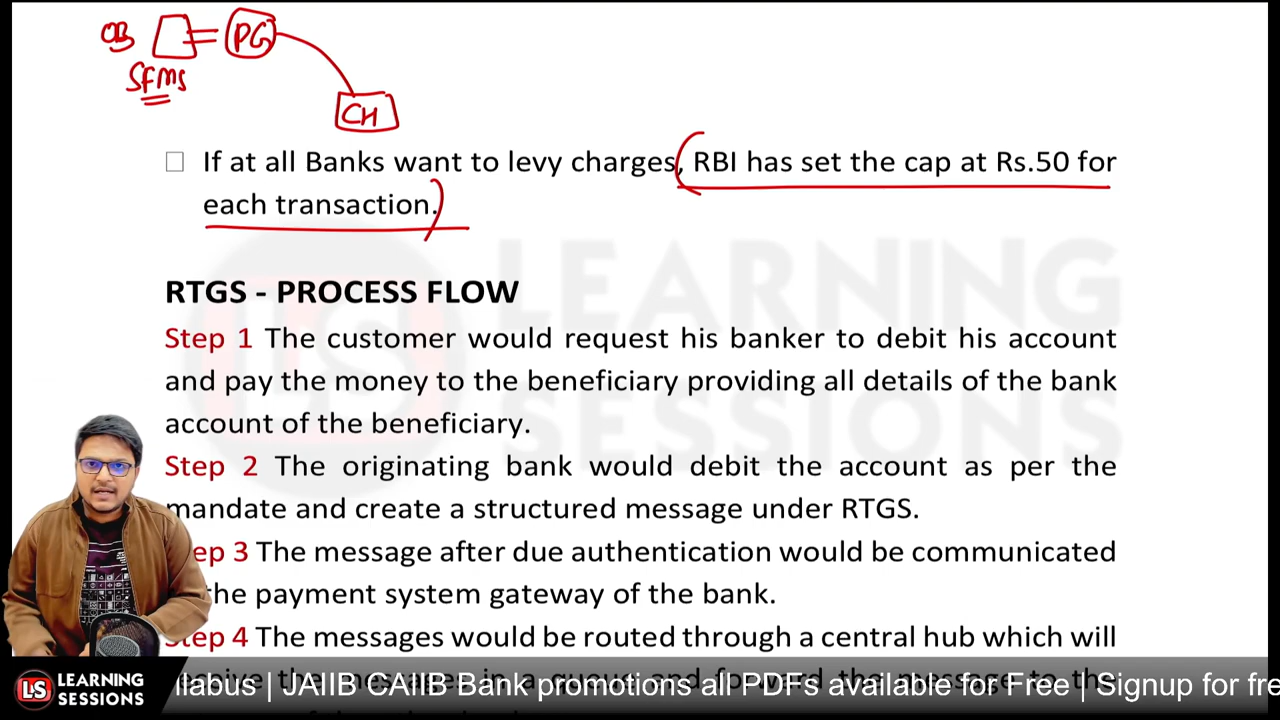 OB
PG
SFMS
CH
If at all Banks want to levy charges, RBI has set the cap at Rs.50 for
each transaction.
LEARNING
SESSIONS
LS
RTGS - PROCESS FLOW
Step 1 The customer would request his banker to debit his account
and pay the money to the beneficiary providing all details of the bank
account of the beneficiary.
Step 2 The originating bank would debit the account as per the
mandate and create a structured message under RTGS.
ep 3 The message after due authentication would be communicated
the payment system gateway of the bank.
Step 4 The messages would be routed through a central hub which will
LS LEARNING
SESSIONS
llabus | JAIIB CAIIB Bank promotions all PDFs available for Free | Signup for fre